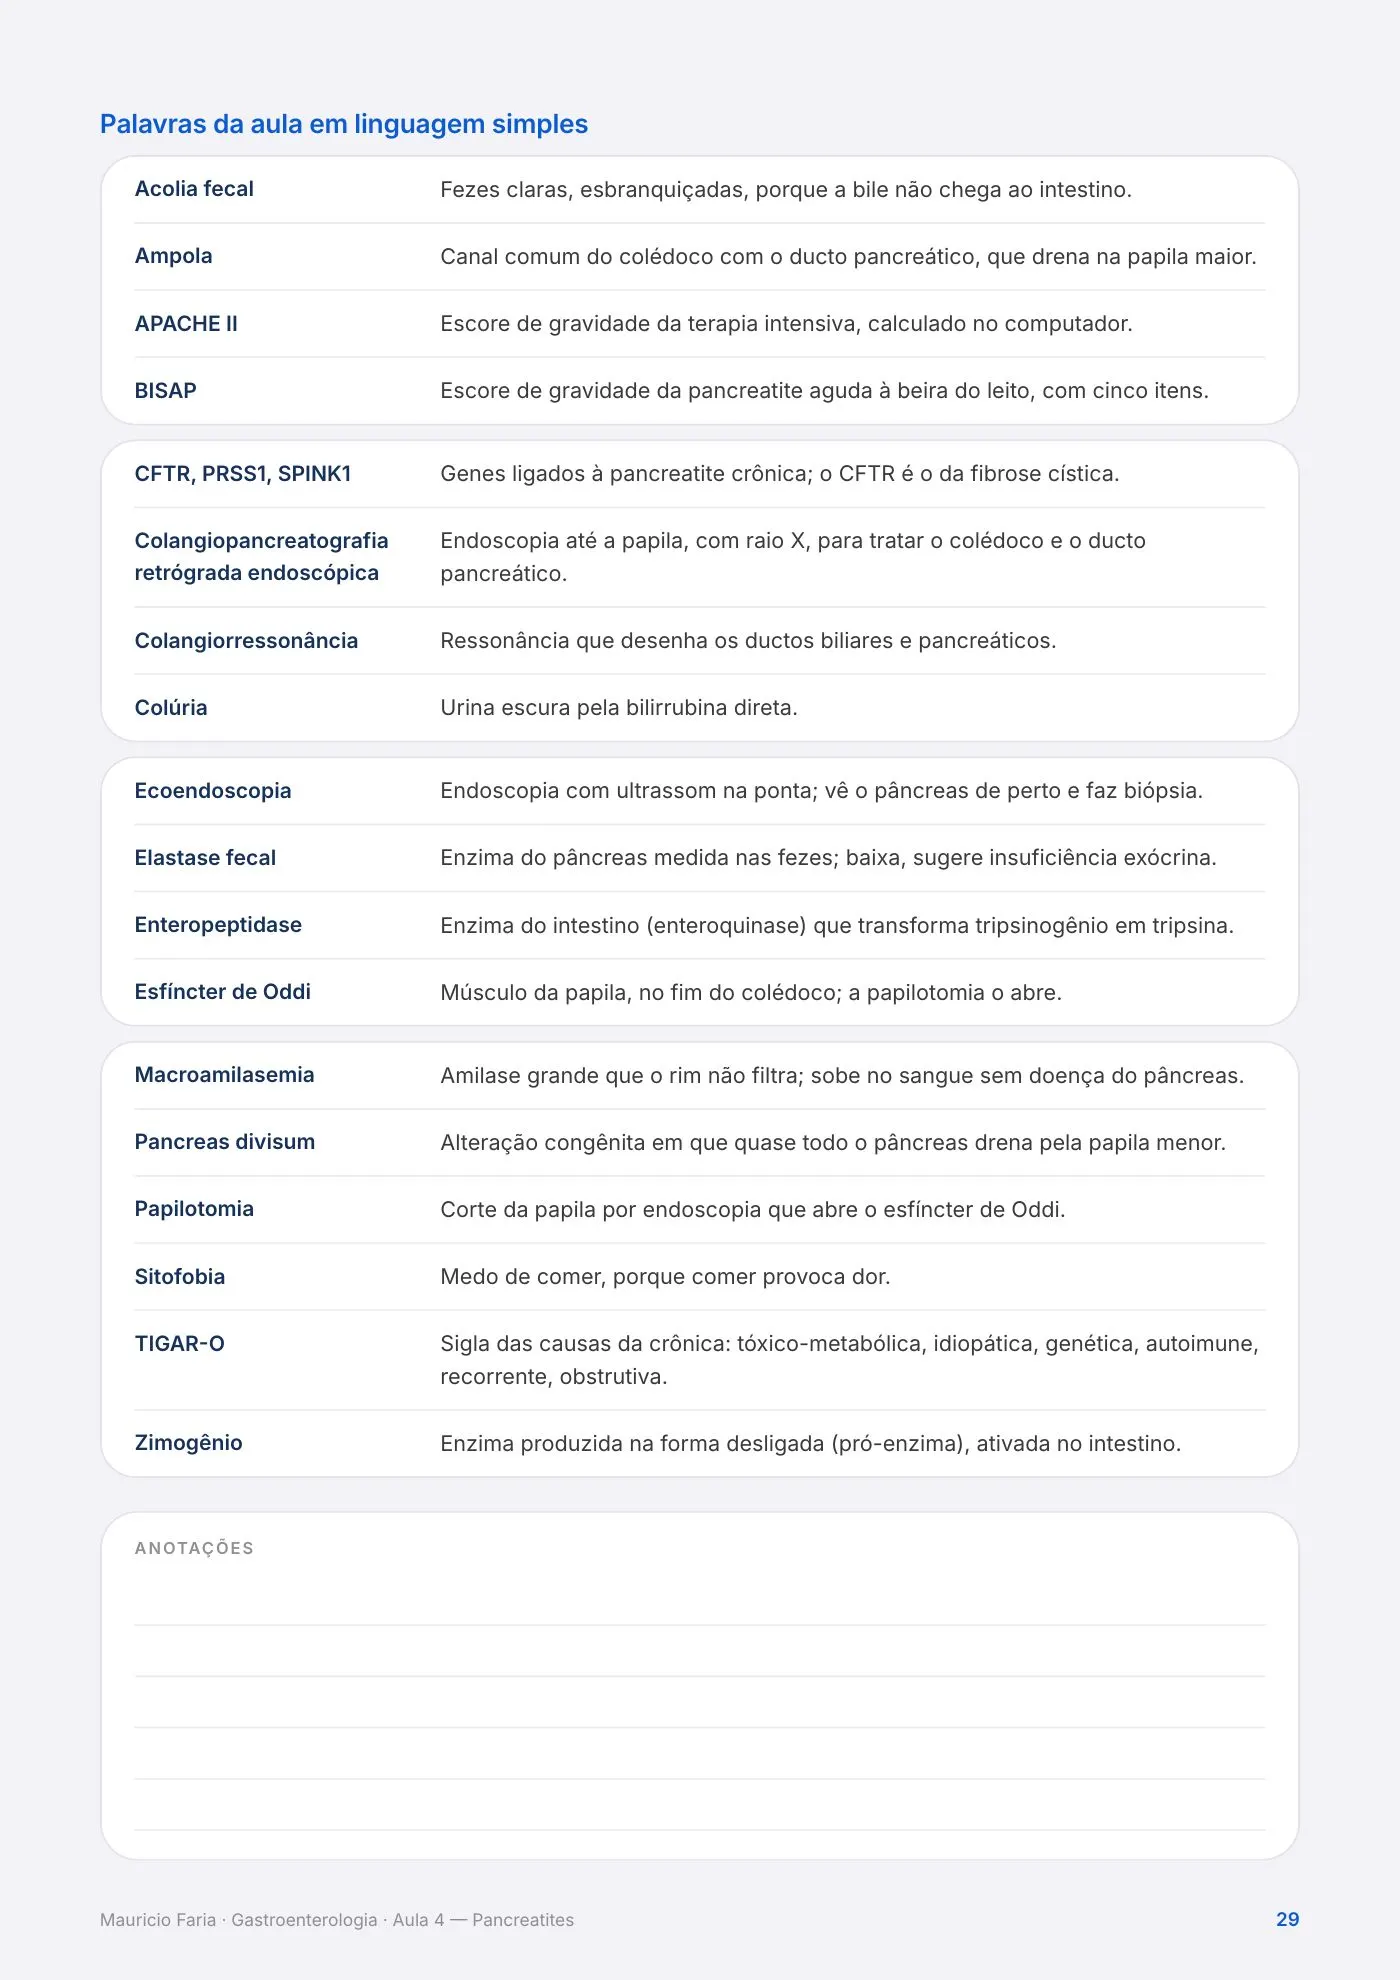 Palavras da aula em linguagem simples
Acolia fecal
Fezes claras, esbranquiçadas, porque a bile não chega ao intestino.
Ampola
Canal comum do colédoco com o ducto pancreático, que drena na papila maior.
APACHE II
Escore de gravidade da terapia intensiva, calculado no computador.
BISAP
Escore de gravidade da pancreatite aguda à beira do leito, com cinco itens.
CFTR, PRSS1, SPINK1
Genes ligados à pancreatite crônica; o CFTR é o da fibrose cística.
Colangiopancreatografia
retrógrada endoscópica
Endoscopia até a papila, com raio X, para tratar o colédoco e o ducto
pancreático.
Colangiorressonância
Ressonância que desenha os ductos biliares e pancreáticos.
Colúria
Urina escura pela bilirrubina direta.
Ecoendoscopia
Endoscopia com ultrassom na ponta; vê o pâncreas de perto e faz biópsia.
Elastase fecal
Enzima do pâncreas medida nas fezes; baixa, sugere insuficiência exócrina.
Enteropeptidase
Enzima do intestino (enteroquinase) que transforma tripsinogênio em tripsina.
Esfíncter de Oddi
Músculo da papila, no fim do colédoco; a papilotomia o abre.
Macroamilasemia
Amilase grande que o rim não filtra; sobe no sangue sem doença do pâncreas.
Pancreas divisum
Alteração congênita em que quase todo o pâncreas drena pela papila menor.
Papilotomia
Corte da papila por endoscopia que abre o esfíncter de Oddi.
Sitofobia
Medo de comer, porque comer provoca dor.
TIGAR-O
Sigla das causas da crônica: tóxico-metabólica, idiopática, genética, autoimune,
recorrente, obstrutiva.
Zimogênio
Enzima produzida na forma desligada (pró-enzima), ativada no intestino.
ANOTAÇÕES
Mauricio Faria · Gastroenterologia · Aula 4 — Pancreatites
29